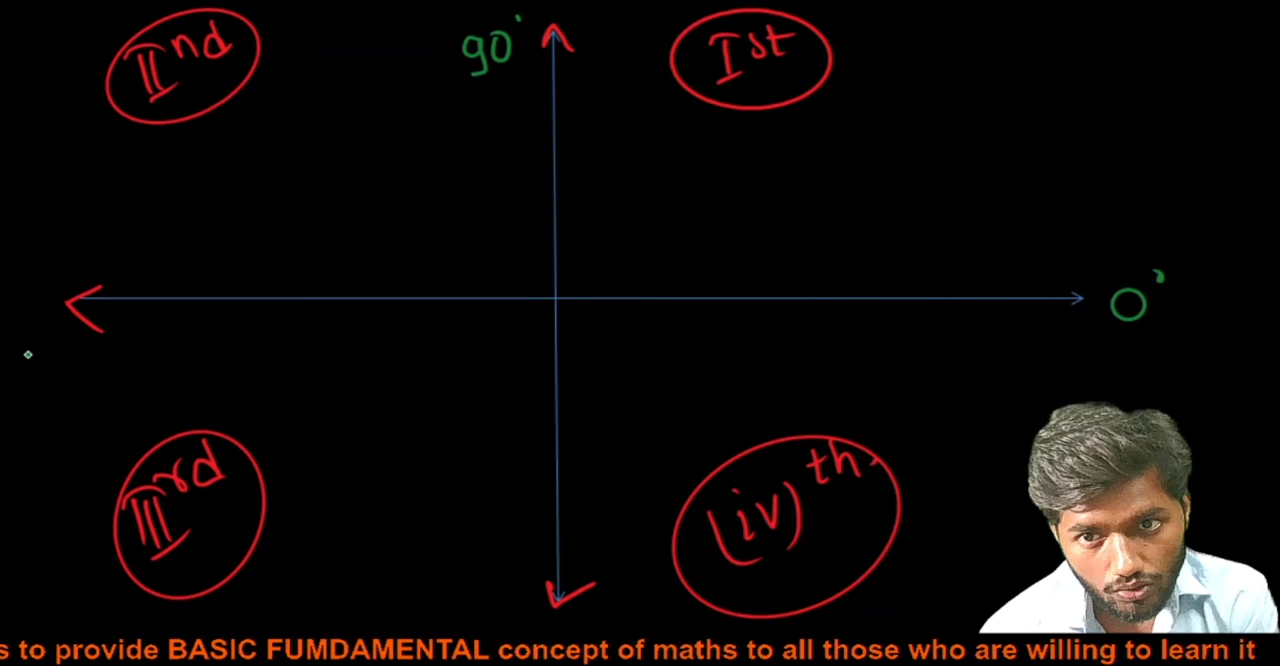 IInd
90°
Ist
0°
IIIrd
(iv)th
s to provide BASIC FUMDAMENTAL concept of maths to all those who are willing to learn it